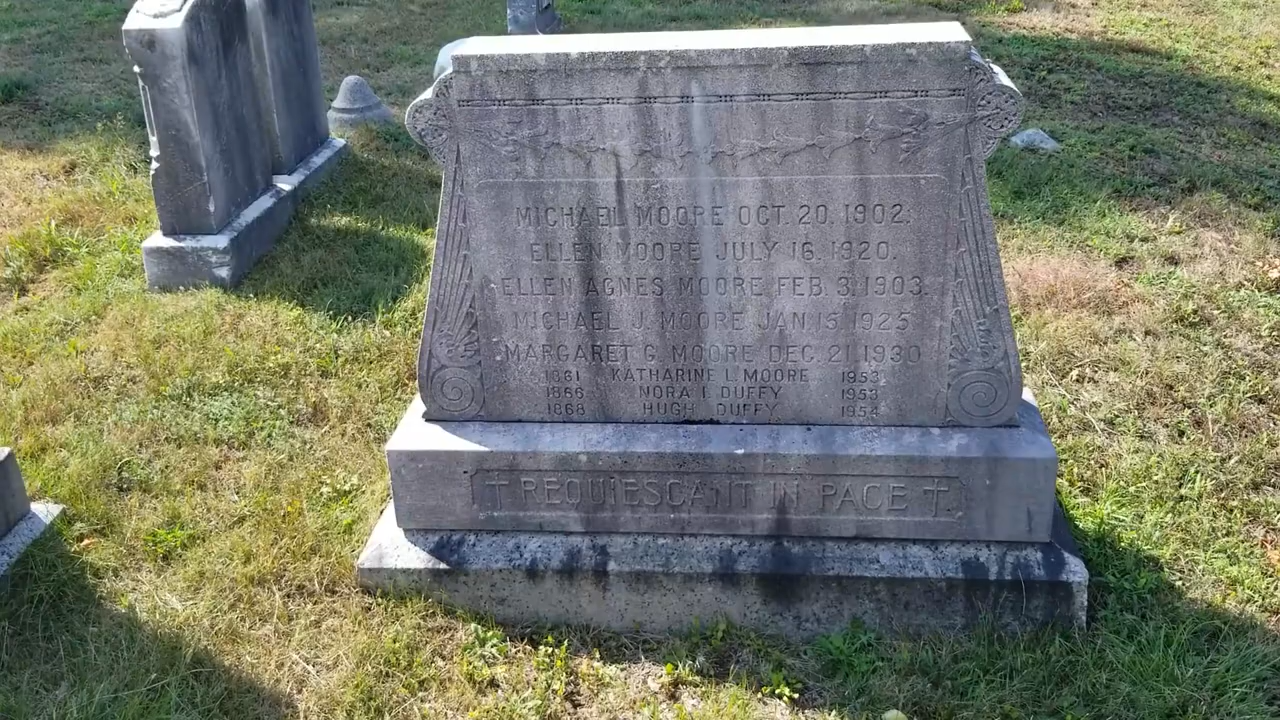 MICHAEL MOORE OCT. 20. 1902.
ELLEN MOORE JULY 16. 1920.
ELLEN AGNES MOORE FEB. 3. 1903.
MICHAEL J. MOORE JAN. 15. 1925
MARGARET G. MOORE DEC. 21. 1930
1861 KATHARINE L. MOORE 1953
1866 NORA I. DUFFY 1953
1868 HUGH DUFFY 1954
† REQUIESCANT IN PACE †.